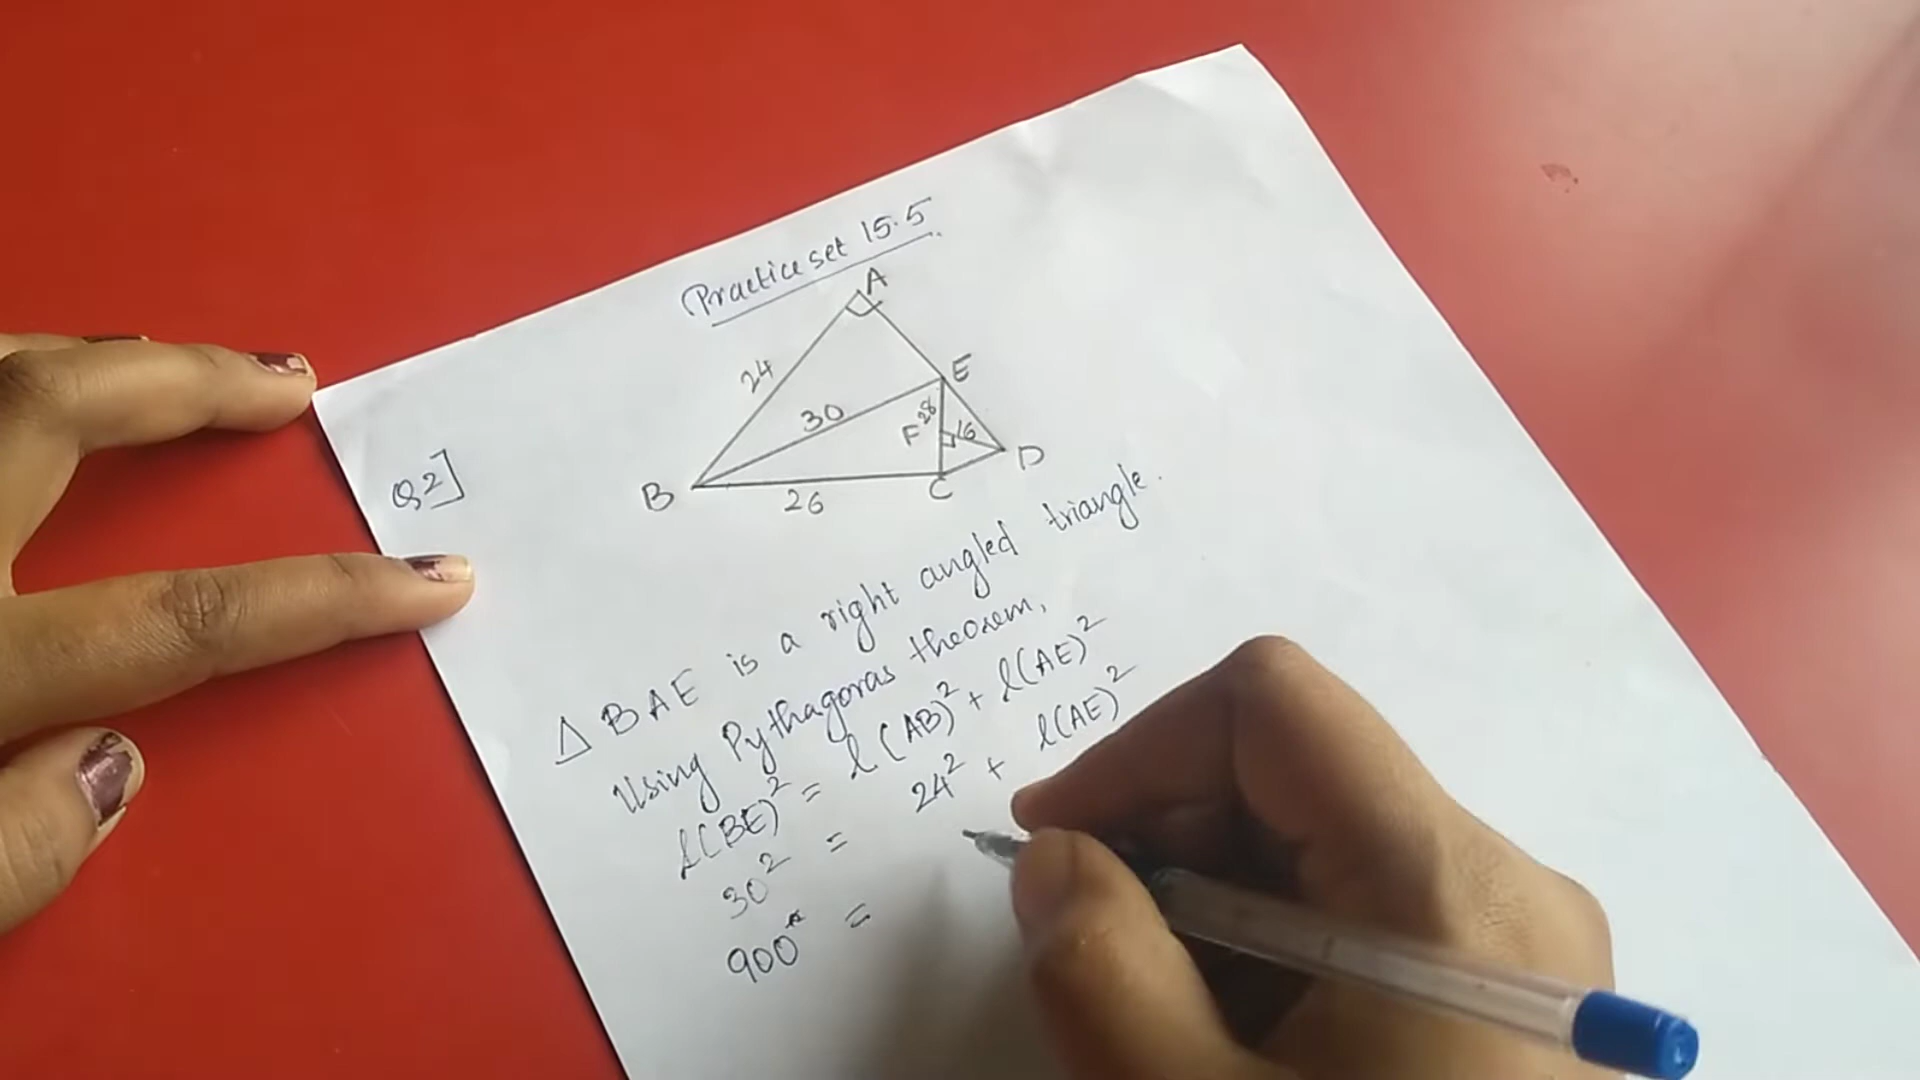 Practice set 15.5
A
24
E
30
28
F
16
D
Q2]
B
26
C
△ BAE is a right angled triangle.
Using Pythagoras theorem,
l(BE)² = l(AB)² + l(AE)²
30² = 24² + l(AE)²
900 =